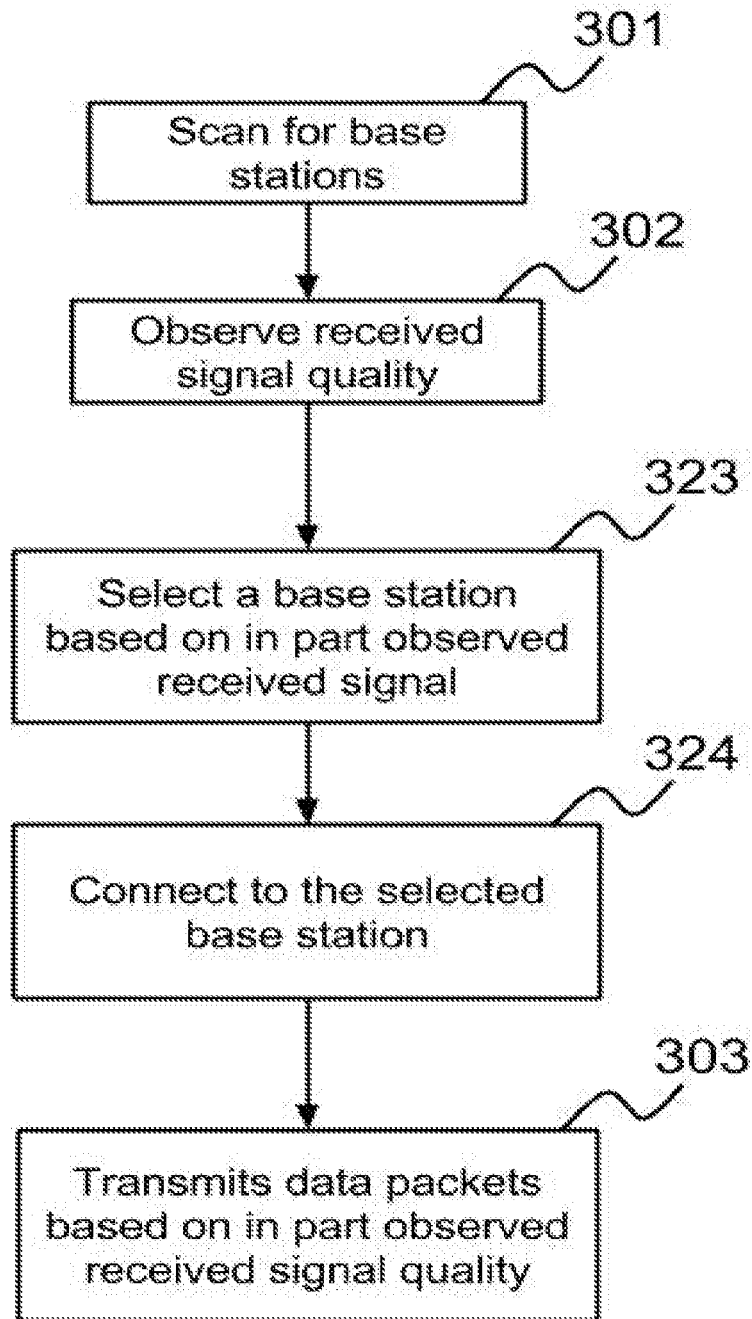 301
Scan for base
stations
302
Observe received
signal quality
323
Select a base station
based on in part observed
received signal
324
Connect to the selected
base station
303
Transmits data packets
based on in part observed
received signal quality